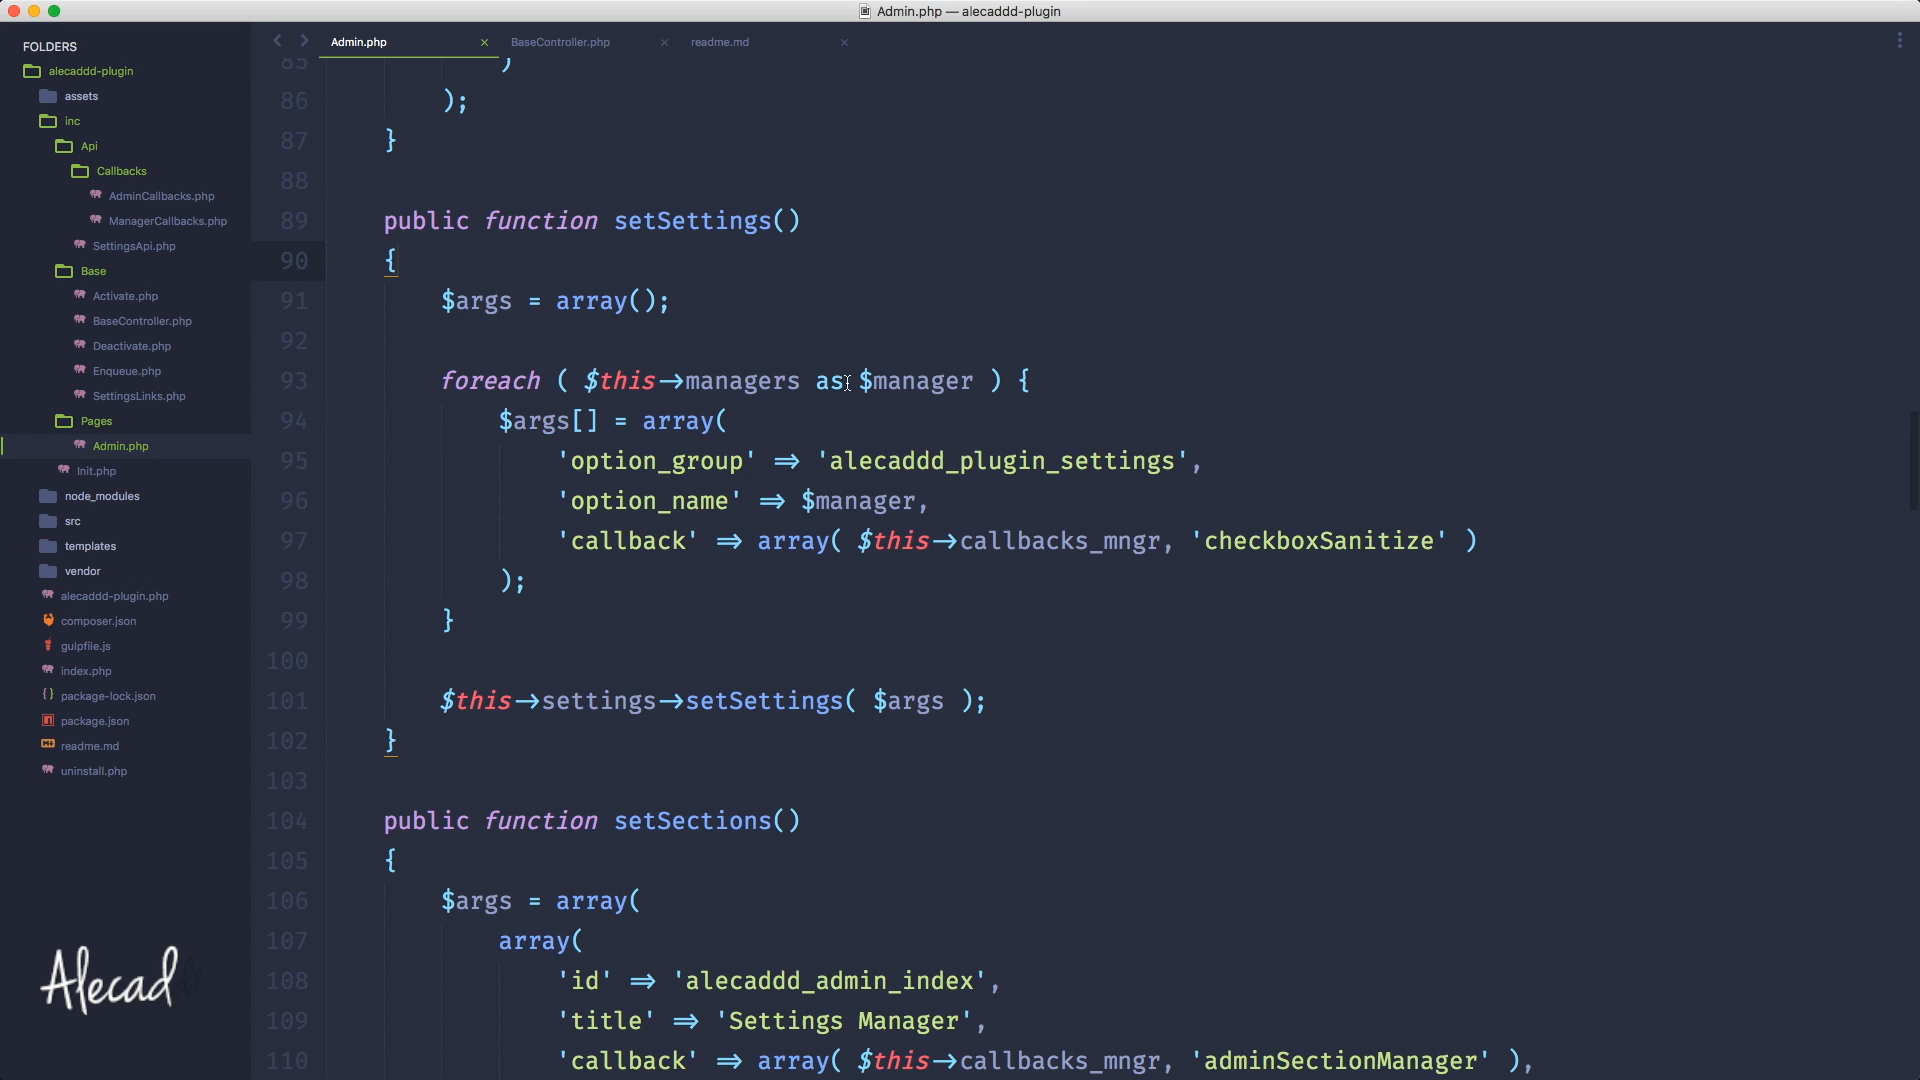 Admin.php — alecaddd-plugin
FOLDERS
alecaddd-plugin
assets
inc
Api
Callbacks
AdminCallbacks.php
ManagerCallbacks.php
SettingsApi.php
Base
Activate.php
BaseController.php
Deactivate.php
Enqueue.php
SettingsLinks.php
Pages
Admin.php
Init.php
node_modules
src
templates
vendor
alecaddd-plugin.php
composer.json
gulpfile.js
index.php
package-lock.json
package.json
readme.md
uninstall.php
Alecad
Admin.php × BaseController.php × readme.md ×
85 )
86 );
87 }
88
89 public function setSettings()
90 {
91 $args = array();
92
93 foreach ( $this->managers as $manager ) {
94 $args[] = array(
95 'option_group' => 'alecaddd_plugin_settings',
96 'option_name' => $manager,
97 'callback' => array( $this->callbacks_mngr, 'checkboxSanitize' )
98 );
99 }
100
101 $this->settings->setSettings( $args );
102 }
103
104 public function setSections()
105 {
106 $args = array(
107 array(
108 'id' => 'alecaddd_admin_index',
109 'title' => 'Settings Manager',
110 'callback' => array( $this->callbacks_mngr, 'adminSectionManager' ),